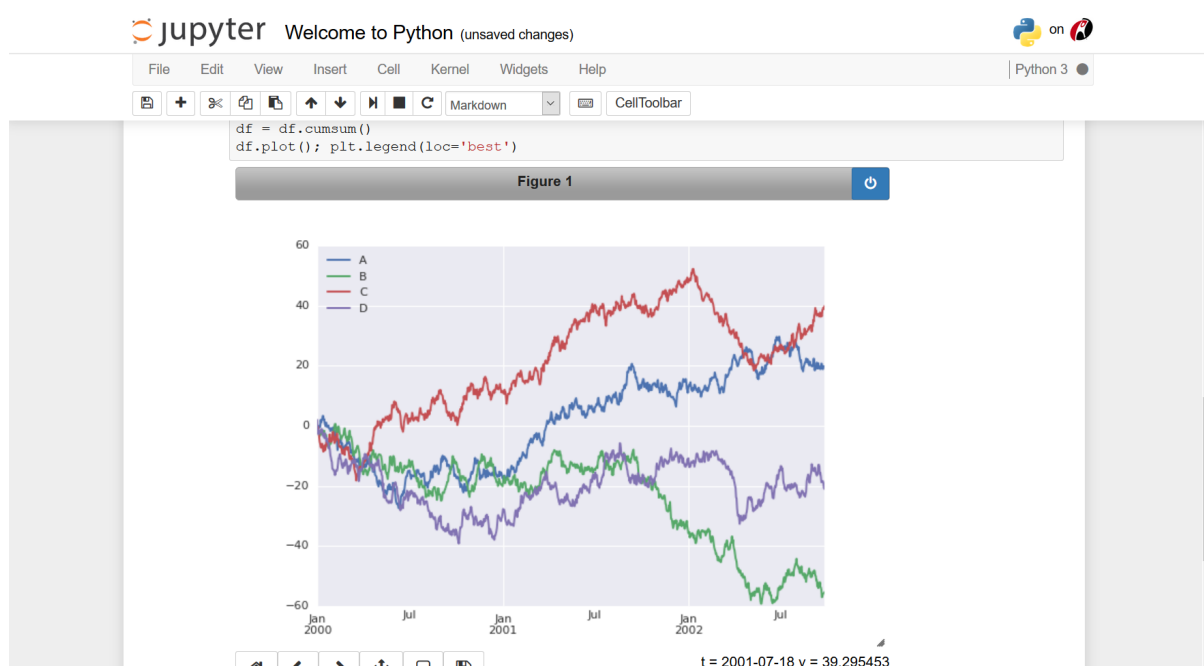 jupyter Welcome to Python (unsaved changes) on
File Edit View Insert Cell Kernel Widgets Help Python 3
Markdown CellToolbar
df = df.cumsum()
df.plot(); plt.legend(loc='best')
Figure 1
60
A
B
C
D
40
20
0
−20
−40
−60
Jan Jul Jan Jul Jan Jul
2000 2001 2002
t = 2001-07-18 y = 39.295453